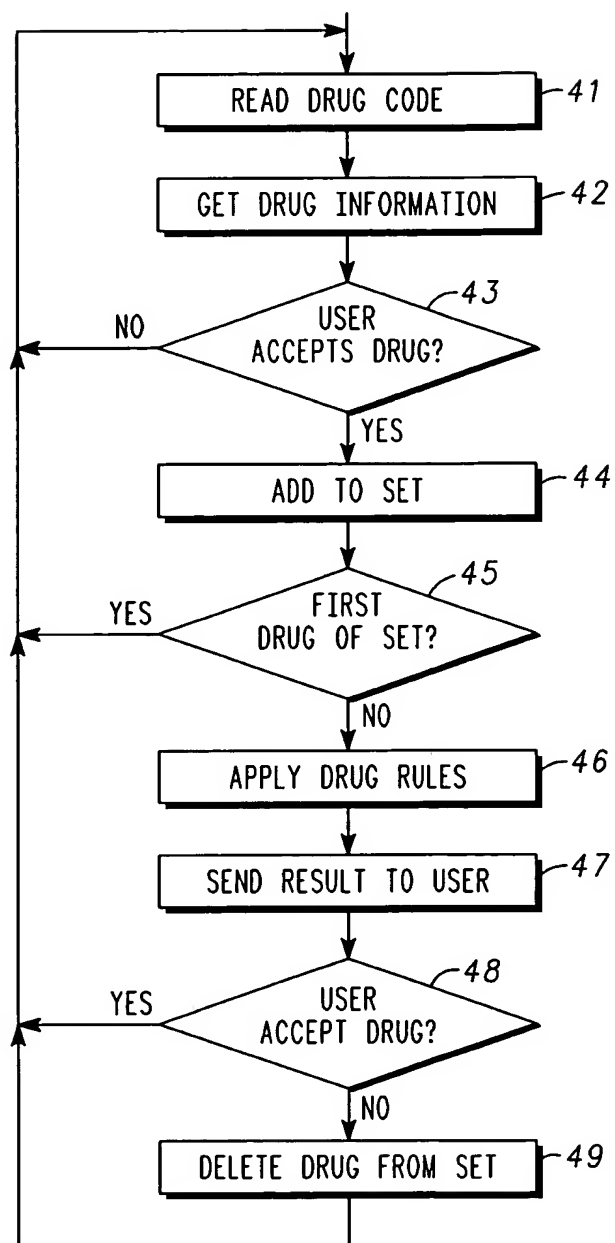 READ DRUG CODE
41
GET DRUG INFORMATION
42
43
USER
ACCEPTS DRUG?
NO
YES
ADD TO SET
44
45
FIRST
DRUG OF SET?
YES
NO
APPLY DRUG RULES
46
SEND RESULT TO USER
47
48
USER
ACCEPT DRUG?
YES
NO
DELETE DRUG FROM SET
49